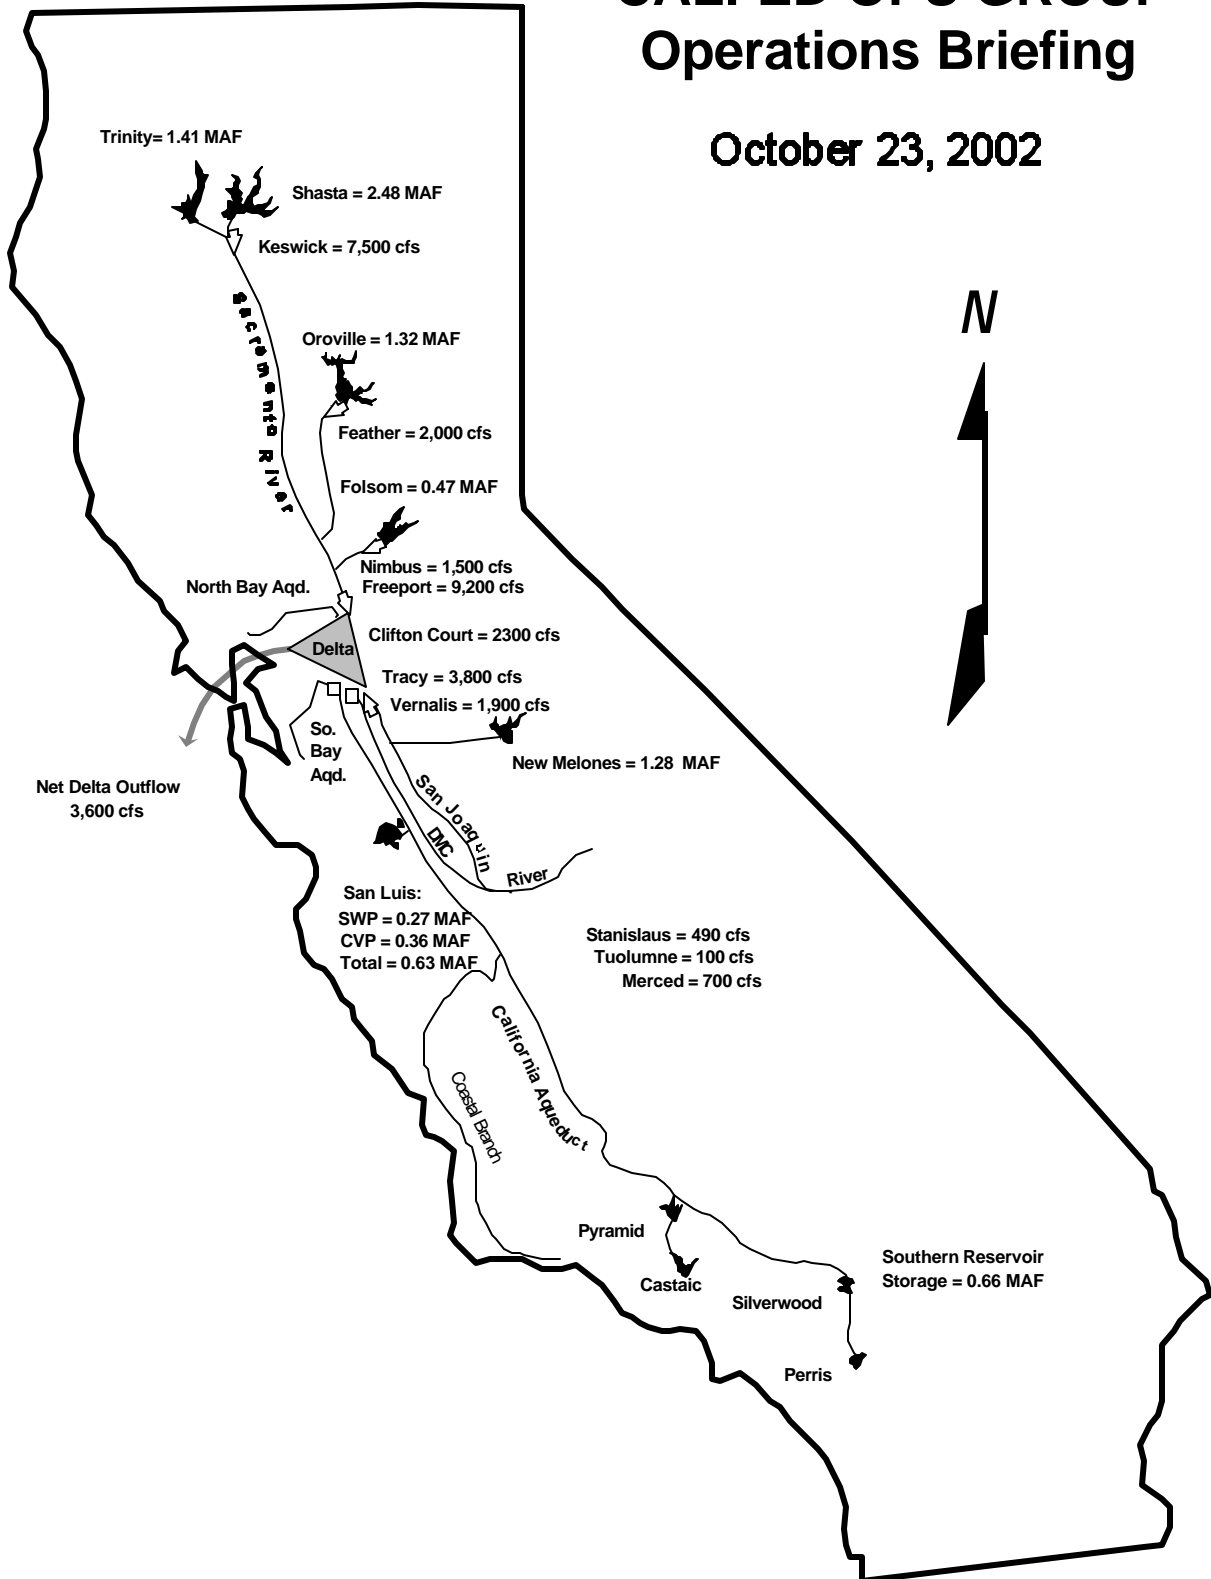 CALFED OPS GROUP
Operations Briefing
October 23, 2002
Trinity= 1.41 MAF
Shasta = 2.48 MAF
Keswick = 7,500 cfs
N
Sacramento River
Oroville = 1.32 MAF
Feather = 2,000 cfs
Folsom = 0.47 MAF
Nimbus = 1,500 cfs
North Bay Aqd.
Freeport = 9,200 cfs
Clifton Court = 2300 cfs
Delta
Tracy = 3,800 cfs
Vernalis = 1,900 cfs
So.
Bay
Aqd.
New Melones = 1.28 MAF
Net Delta Outflow
3,600 cfs
San Joaquin
DMC
River
San Luis:
SWP = 0.27 MAF
CVP = 0.36 MAF
Total = 0.63 MAF
Stanislaus = 490 cfs
Tuolumne = 100 cfs
Merced = 700 cfs
California Aqueduct
Coastal Branch
Pyramid
Castaic
Silverwood
Southern Reservoir
Storage = 0.66 MAF
Perris